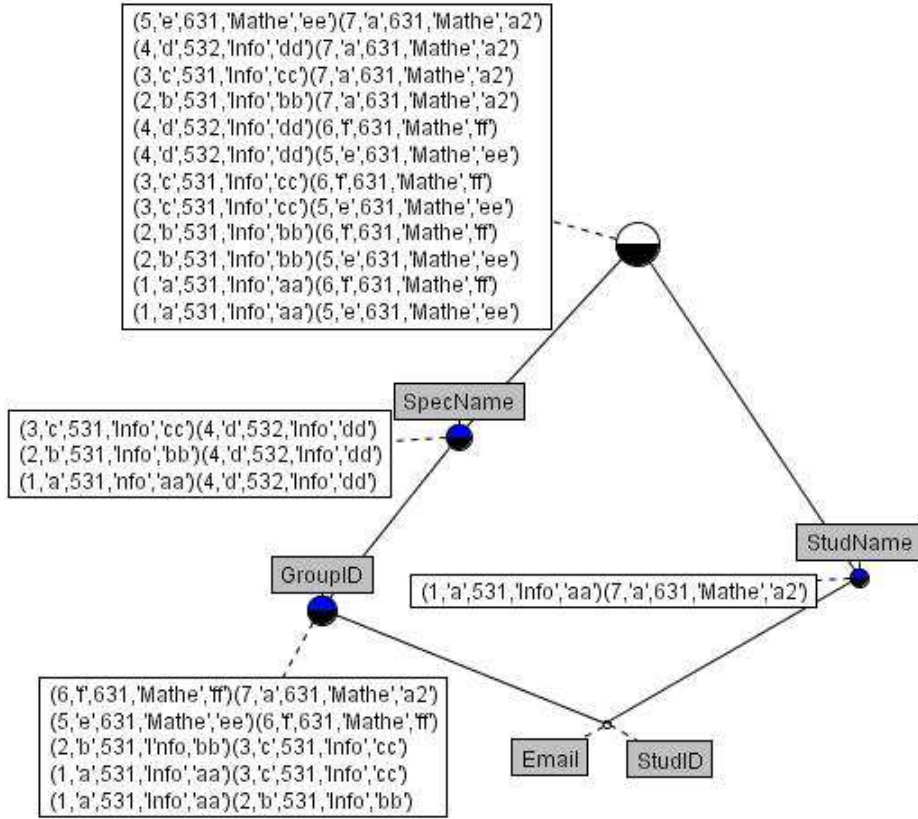 (5,'e',631,'Mathe','ee')(7,'a',631,'Mathe','a2')
(4,'d',532,'Info','dd')(7,'a',631,'Mathe','a2')
(3,'c',531,'Info','cc')(7,'a',631,'Mathe','a2')
(2,'b',531,'Info','bb')(7,'a',631,'Mathe','a2')
(4,'d',532,'Info','dd')(6,'f',631,'Mathe','ff')
(4,'d',532,'Info','dd')(5,'e',631,'Mathe','ee')
(3,'c',531,'Info','cc')(6,'f',631,'Mathe','ff')
(3,'c',531,'Info','cc')(5,'e',631,'Mathe','ee')
(2,'b',531,'Info','bb')(6,'f',631,'Mathe','ff')
(2,'b',531,'Info','bb')(5,'e',631,'Mathe','ee')
(1,'a',531,'Info','aa')(6,'f',631,'Mathe','ff')
(1,'a',531,'Info','aa')(5,'e',631,'Mathe','ee')
SpecName
(3,'c',531,'Info','cc')(4,'d',532,'Info','dd')
(2,'b',531,'Info','bb')(4,'d',532,'Info','dd')
(1,'a',531,'nfo','aa')(4,'d',532,'Info','dd')
StudName
GroupID
(1,'a',531,'Info','aa')(7,'a',631,'Mathe','a2')
(6,'f',631,'Mathe','ff')(7,'a',631,'Mathe','a2')
(5,'e',631,'Mathe','ee')(6,'f',631,'Mathe','ff')
(2,'b',531,'I'nfo,'bb')(3,'c',531,'Info','cc')
(1,'a',531,'Info','aa')(3,'c',531,'Info','cc')
(1,'a',531,'Info','aa')(2,'b',531,'Info','bb')
Email
StudID